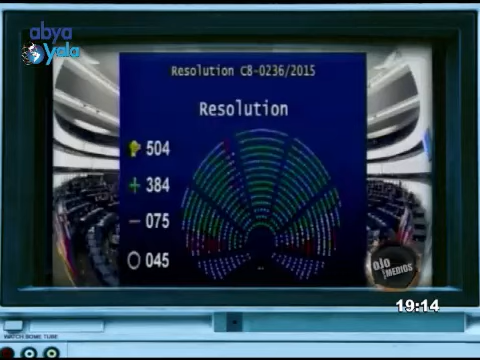 abya
yala
Resolution C8-0236/2015
Resolution
504
+ 384
- 075
045
OJO
MEDIOS
19:14
WATCH SOME TUBE